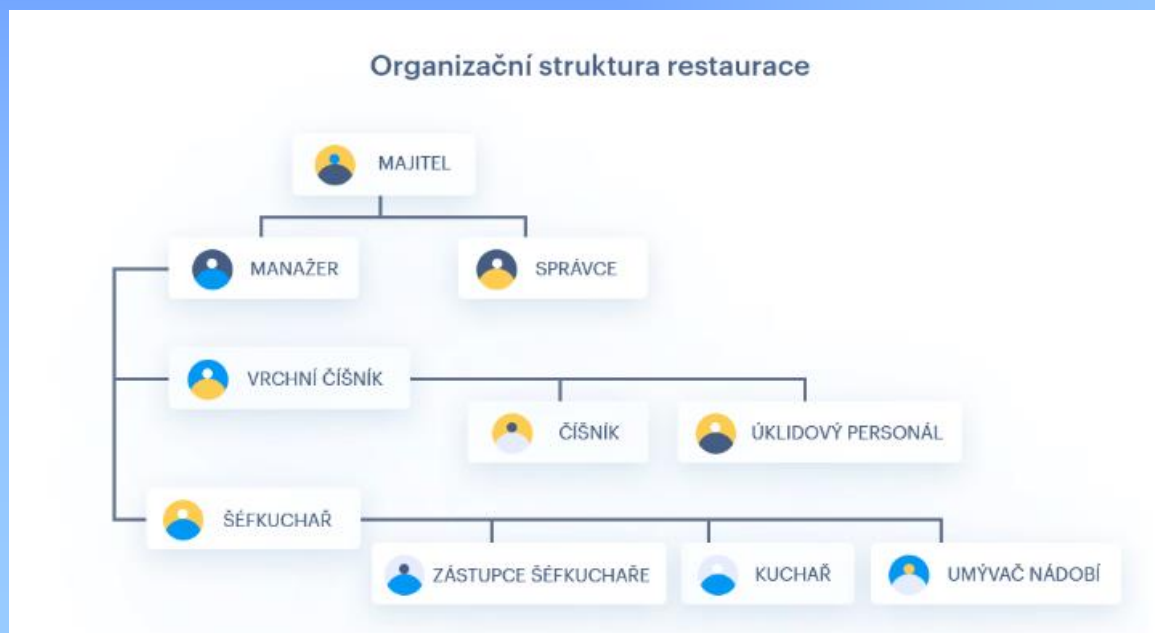 Organizační struktura restaurace
MAJITEL
MANAŽER
SPRÁVCE
VRCHNÍ ČÍŠNÍK
ČÍŠNÍK
ÚKLIDOVÝ PERSONÁL
ŠÉFKUCHAŘ
ZÁSTUPCE ŠÉFKUCHAŘE
KUCHAŘ
UMÝVAČ NÁDOBÍ